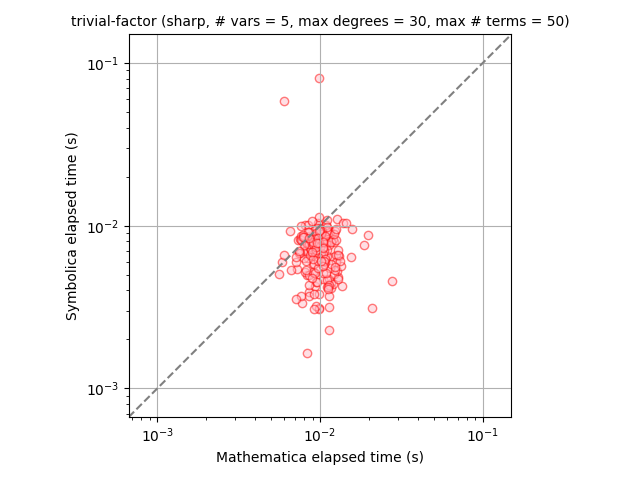 trivial-factor (sharp, # vars = 5, max degrees = 30, max # terms = 50)
10⁻¹
10⁻²
10⁻³
Symbolica elapsed time (s)
10⁻³ 10⁻² 10⁻¹
Mathematica elapsed time (s)